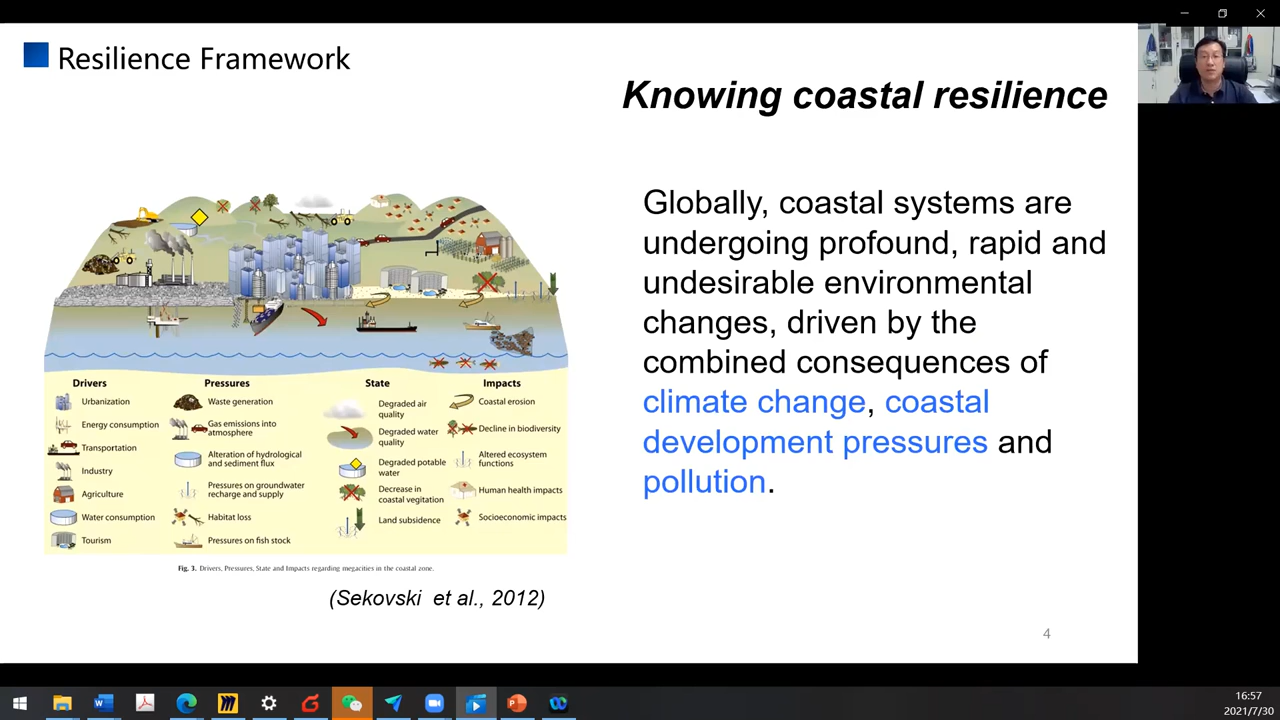 Resilience Framework
Knowing coastal resilience
Globally, coastal systems are
undergoing profound, rapid and
undesirable environmental
changes, driven by the
combined consequences of
climate change, coastal
development pressures and
pollution.
Drivers
Urbanization
Energy consumption
Transportation
Industry
Agriculture
Water consumption
Tourism
Pressures
Waste generation
Gas emissions into
atmosphere
Alteration of hydrological
and sediment flux
Pressures on groundwater
recharge and supply
Habitat loss
Pressures on fish stock
State
Degraded air
quality
Degraded water
quality
Degraded potable
water
Decrease in
coastal vegitation
Land subsidence
Impacts
Coastal erosion
Decline in biodiversity
Altered ecosystem
functions
Human health impacts
Socioeconomic impacts
Fig. 3. Drivers, Pressures, State and Impacts regarding megacities in the coastal zone.
(Sekovski et al., 2012)
4
16:57
2021/7/30